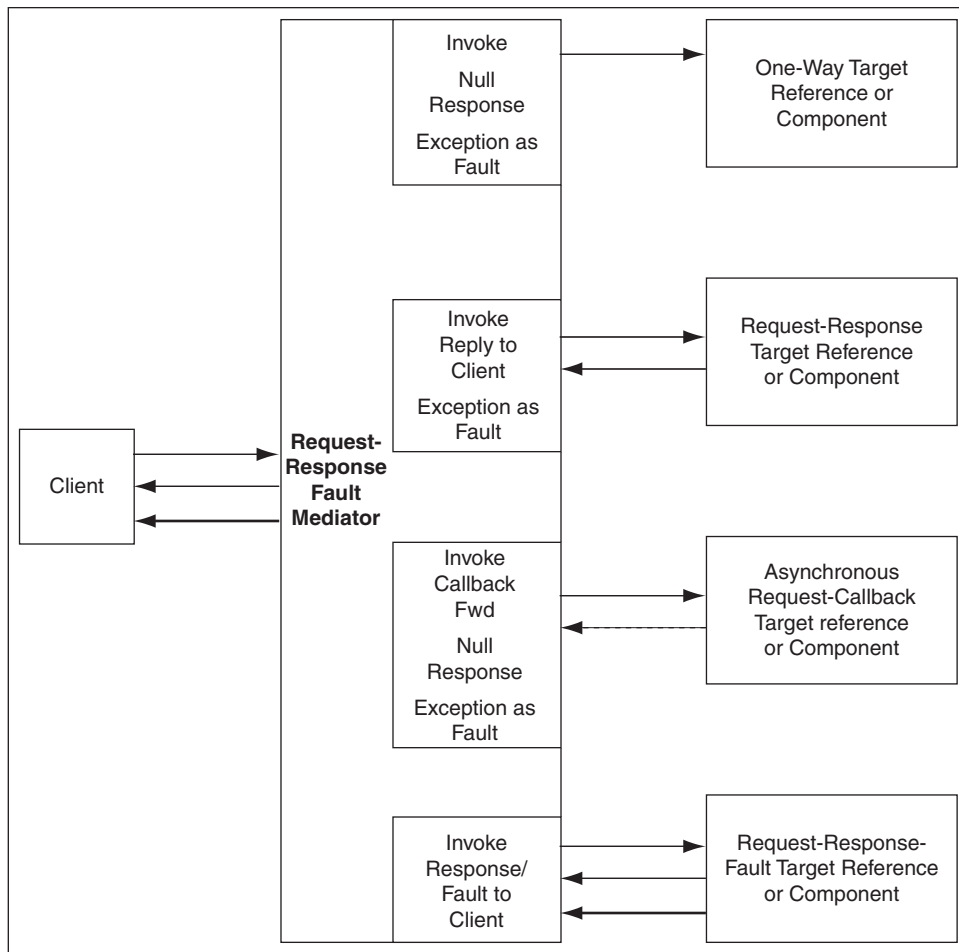 Invoke
Null
Response
Exception as
Fault
One-Way Target
Reference or
Component
Invoke
Reply to
Client
Exception as
Fault
Request-Response
Target Reference
or Component
Client
Request-
Response
Fault
Mediator
Invoke
Callback
Fwd
Null
Response
Exception as
Fault
Asynchronous
Request-Callback
Target reference
or Component
Invoke
Response/
Fault to
Client
Request-Response-
Fault Target Reference
or Component